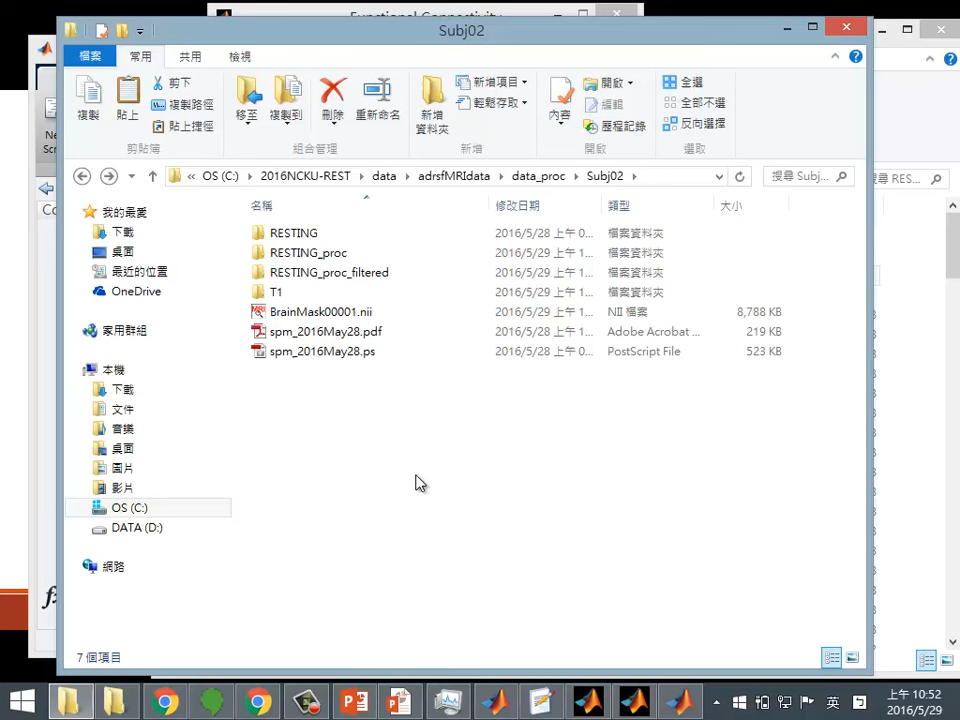 Functional Connectivity
Subj02
檔案 常用 共用 檢視
複製
貼上
剪下
複製路徑
貼上捷徑
剪貼簿
移至
複製到
刪除
重新命名
組合管理
新增
資料夾
新增項目
輕鬆存取
新增
內容
開啟
編輯
歷程記錄
開啟
全選
全部不選
反向選擇
選取
« OS (C:) 2016NCKU-REST data adrsfMRIdata data_proc Subj02
搜尋 Subj...
搜尋 RES...
名稱 修改日期 類型 大小
RESTING 2016/5/28 上午 0... 檔案資料夾
RESTING_proc 2016/5/29 上午 1... 檔案資料夾
RESTING_proc_filtered 2016/5/29 上午 1... 檔案資料夾
T1 2016/5/29 上午 1... 檔案資料夾
BrainMask00001.nii 2016/5/29 上午 1... NII 檔案 8,788 KB
spm_2016May28.pdf 2016/5/28 上午 0... Adobe Acrobat ... 219 KB
spm_2016May28.ps 2016/5/28 上午 0... PostScript File 523 KB
我的最愛
下載
桌面
最近的位置
OneDrive
家用群組
本機
下載
文件
音樂
桌面
圖片
影片
OS (C:)
DATA (D:)
網路
7 個項目
Ne
Scr
Co
fx
英
上午 10:52
2016/5/29